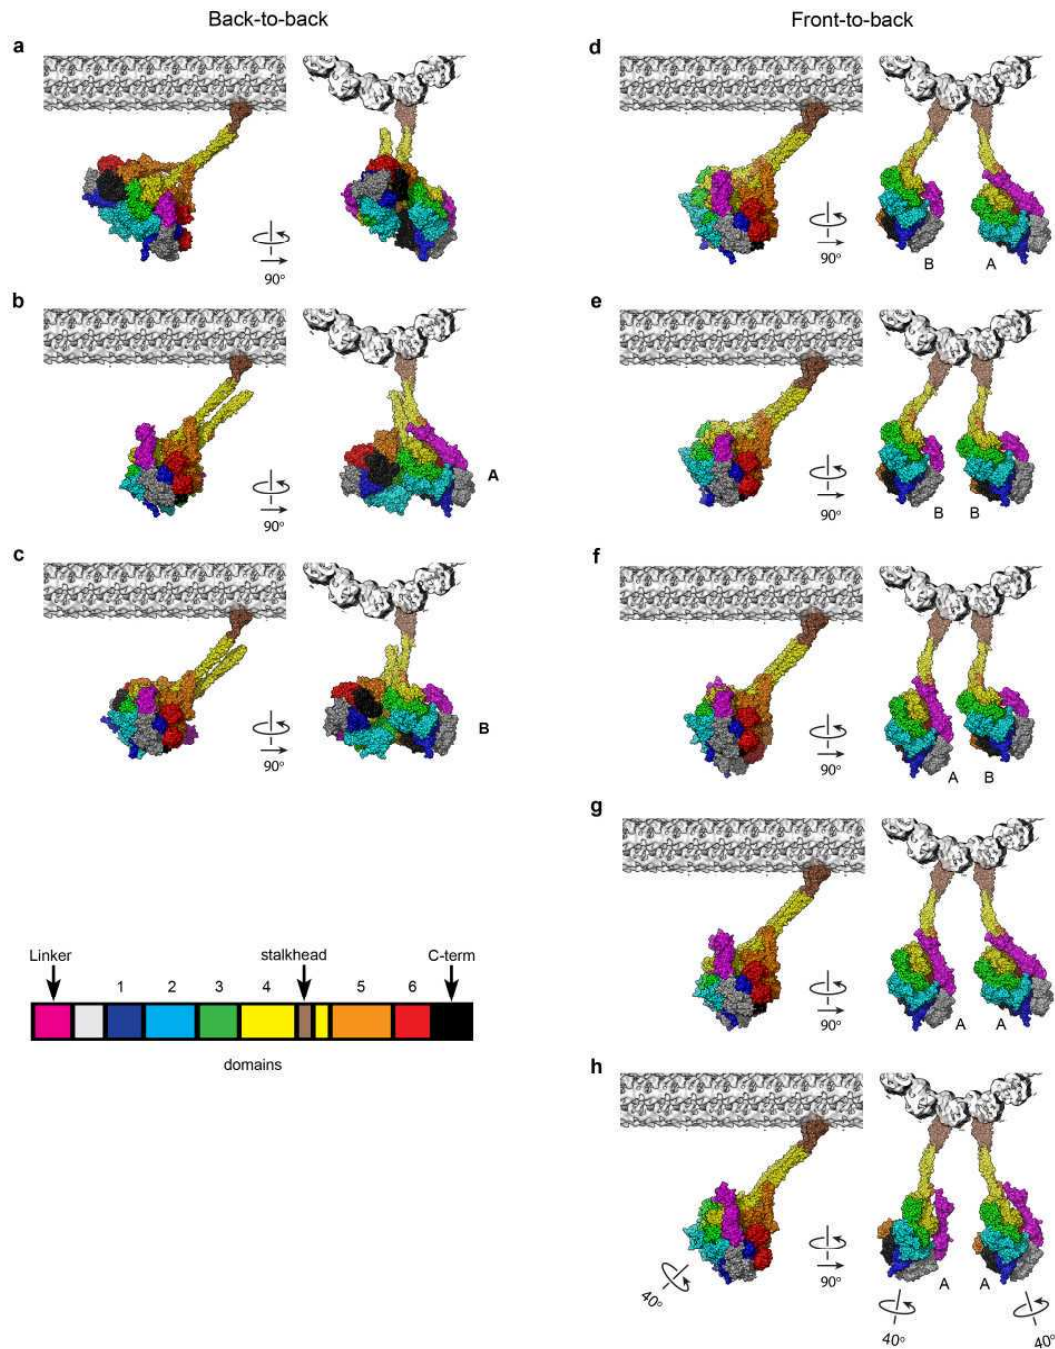 Back-to-back
a
90°
b
A
90°
c
B
90°
Linker
stalkhead
C-term
1 2 3 4 5 6
domains
Front-to-back
d
90°
B A
e
90°
B B
f
90°
A B
g
90°
A A
h
90°
A A
40°
40°
40°